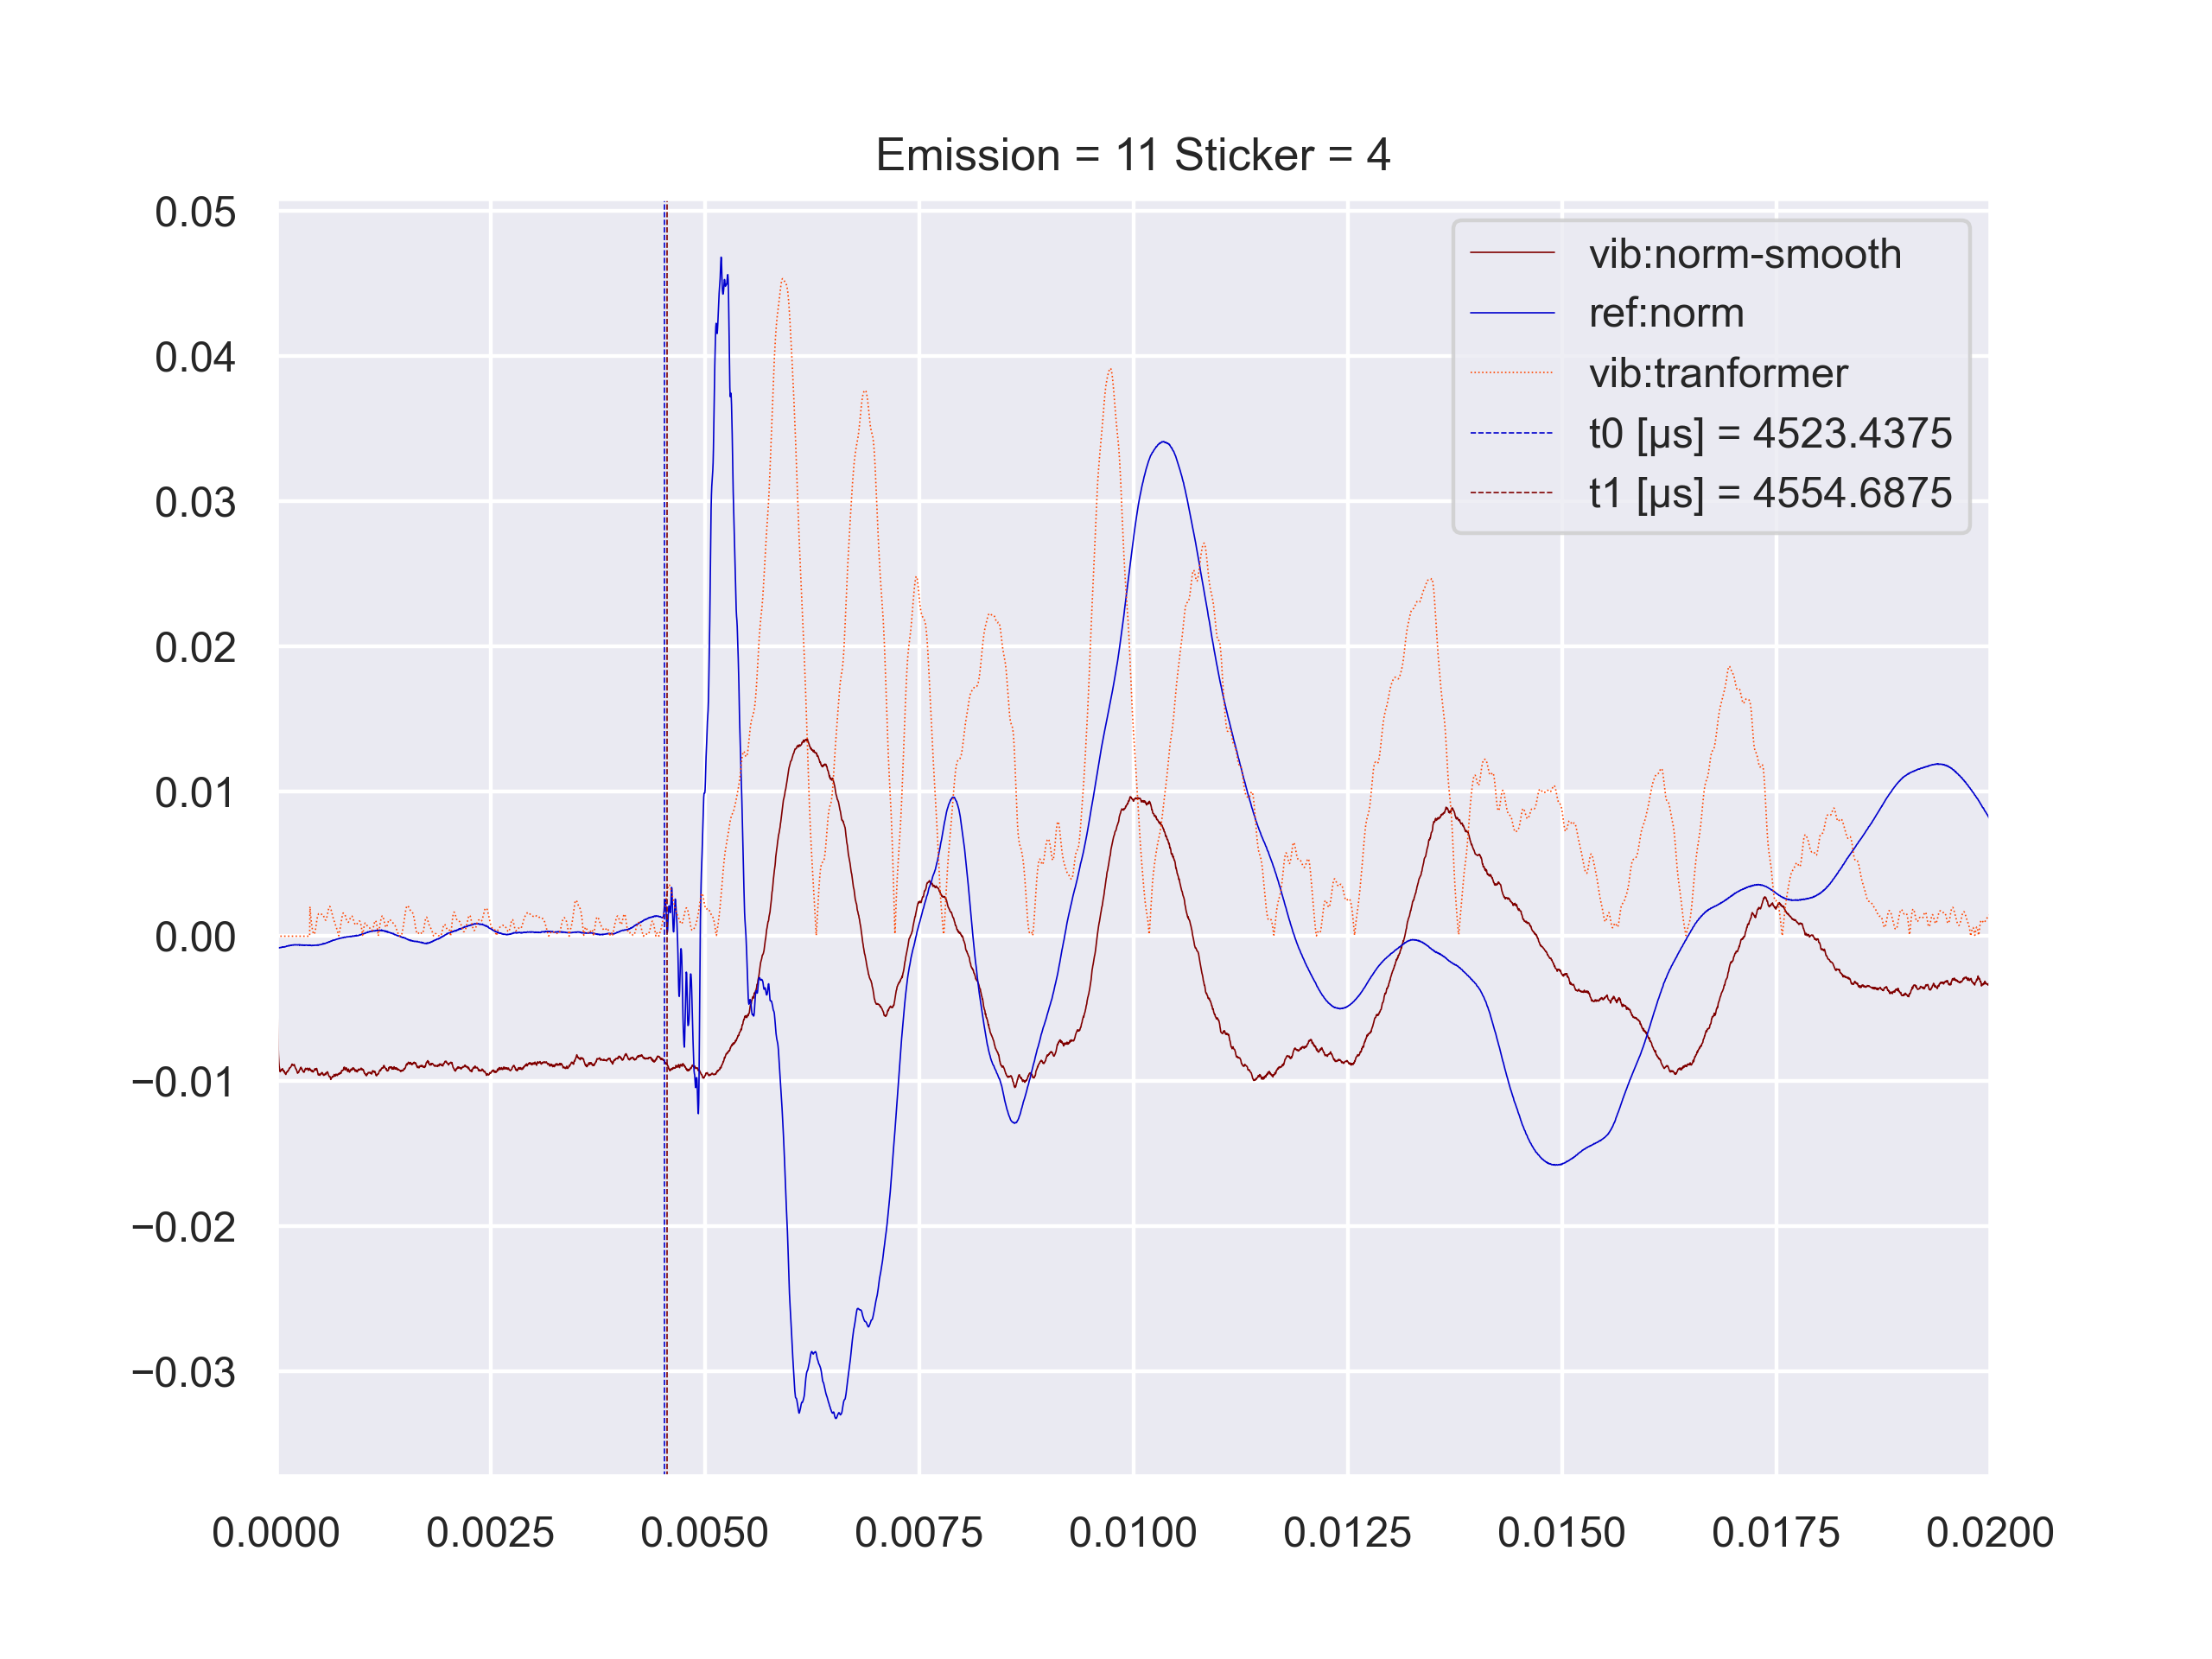 Emission = 11 Sticker = 4
0.05
0.04
0.03
0.02
0.01
0.00
−0.01
−0.02
−0.03
vib:norm-smooth
ref:norm
vib:tranformer
t0 [µs] = 4523.4375
t1 [µs] = 4554.6875
0.0000 0.0025 0.0050 0.0075 0.0100 0.0125 0.0150 0.0175 0.0200